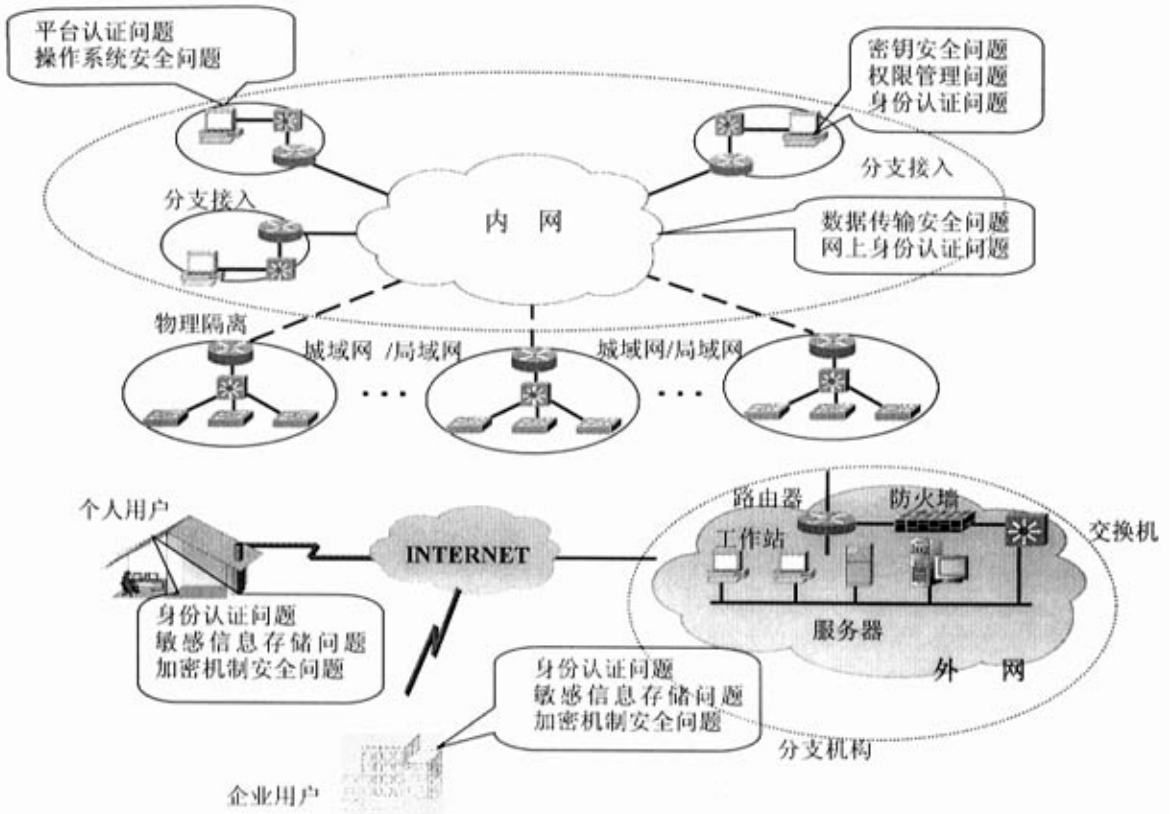 平台认证问题
操作系统安全问题
密钥安全问题
权限管理问题
身份认证问题
分支接入
分支接入
内 网
数据传输安全问题
网上身份认证问题
物理隔离
城域网 /局域网
城域网/局域网
...
...
个人用户
INTERNET
路由器
防火墙
交换机
工作站
服务器
外 网
身份认证问题
敏感信息存储问题
加密机制安全问题
身份认证问题
敏感信息存储问题
加密机制安全问题
分支机构
企业用户